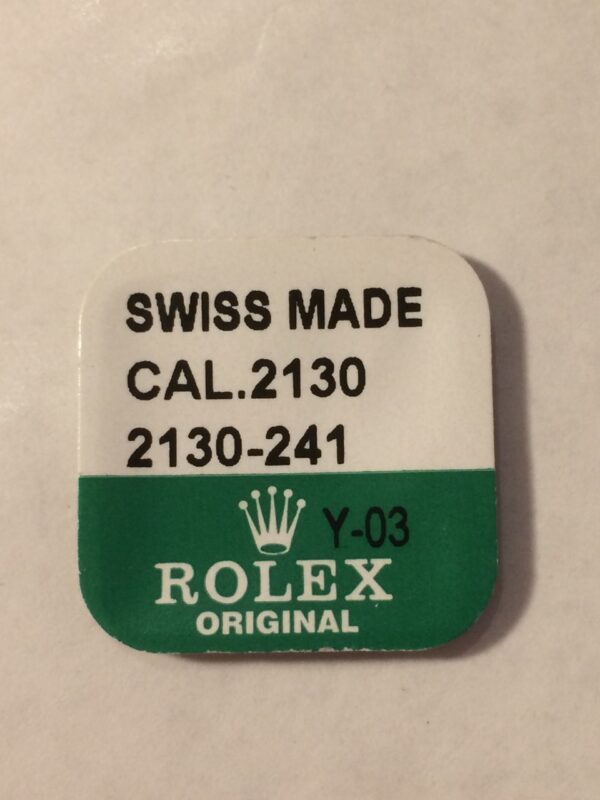 SWISS MADE
CAL.2130
2130-241
Y-03
ROLEX
ORIGINAL